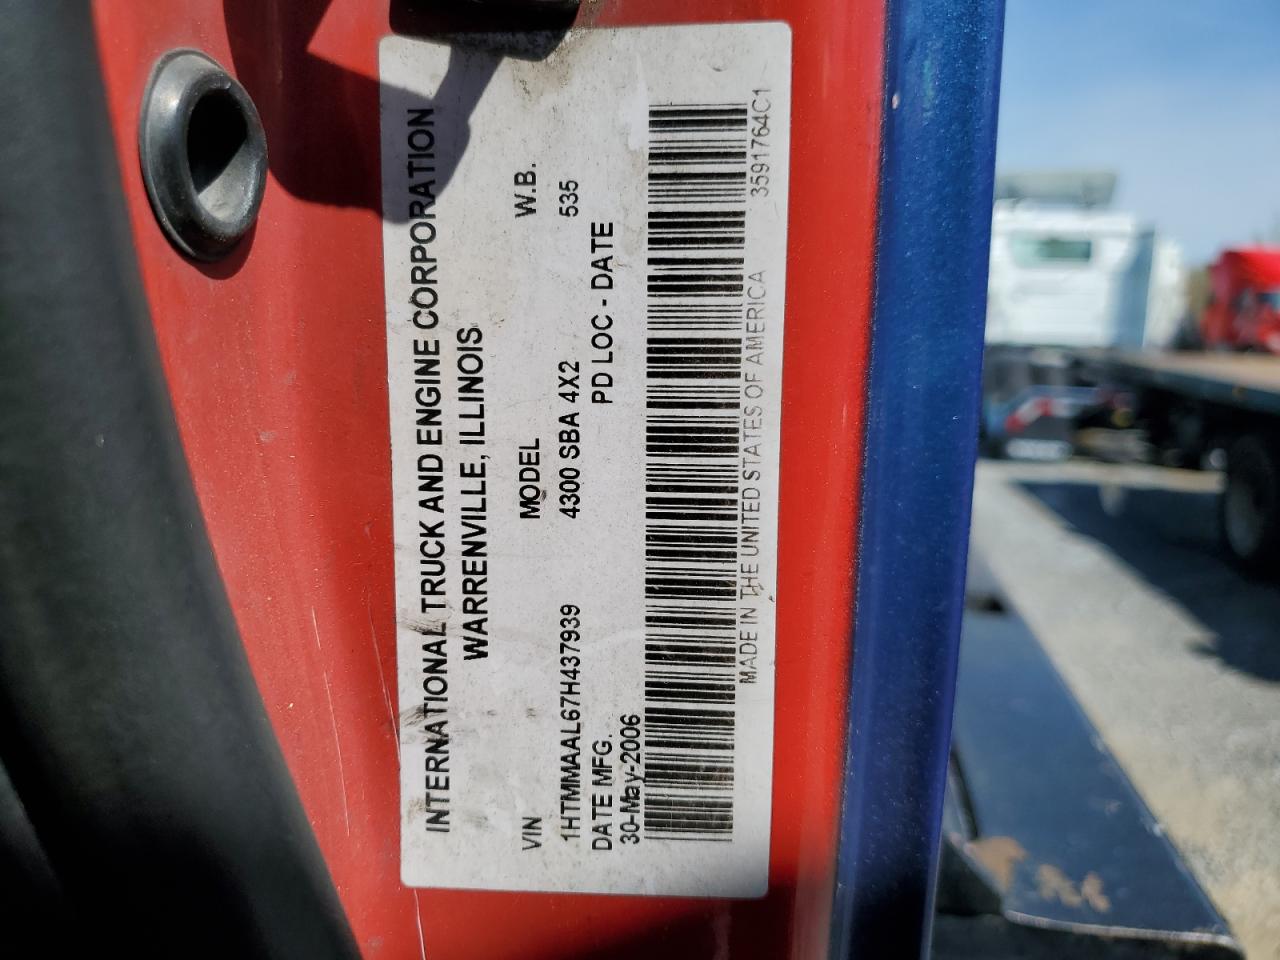 INTERNATIONAL TRUCK AND ENGINE CORPORATION
WARRENVILLE, ILLINOIS
VIN MODEL W.B.
1HTMMAAL67H437939 4300 SBA 4X2 535
DATE MFG. PD LOC - DATE
30-May-2006
MADE IN THE UNITED STATES OF AMERICA 3591764C1